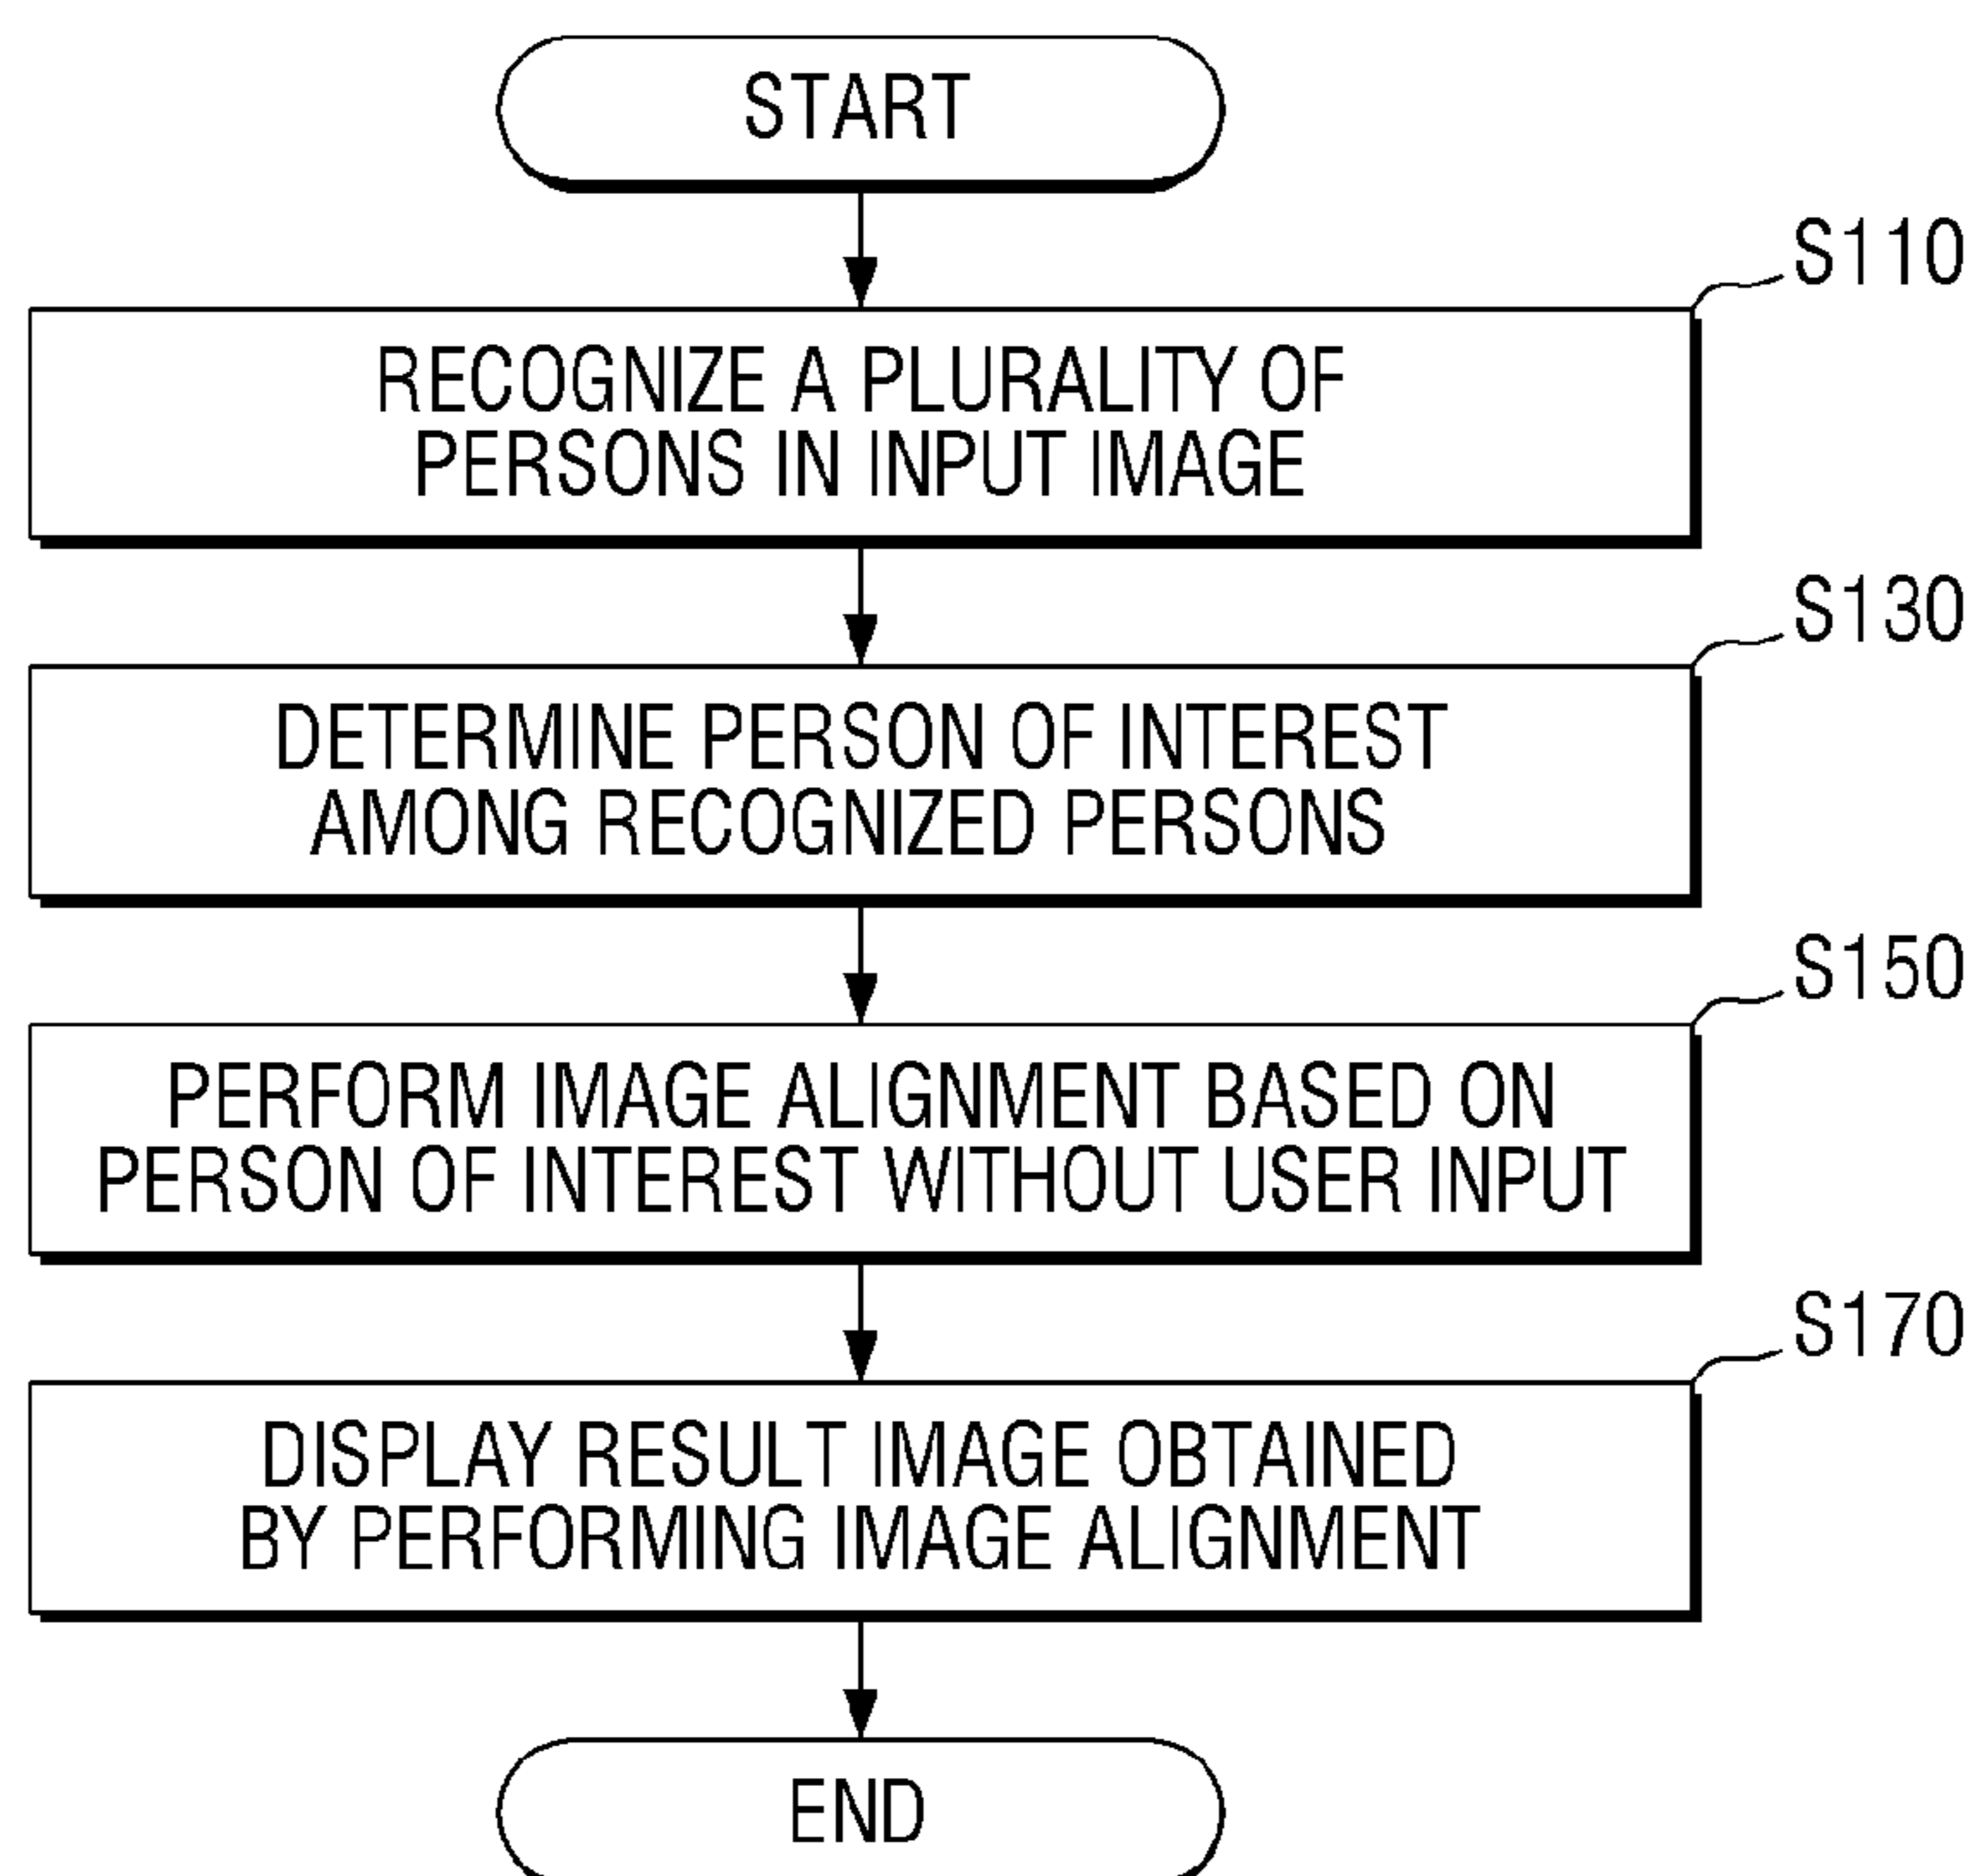 START
S110
RECOGNIZE A PLURALITY OF
PERSONS IN INPUT IMAGE
S130
DETERMINE PERSON OF INTEREST
AMONG RECOGNIZED PERSONS
S150
PERFORM IMAGE ALIGNMENT BASED ON
PERSON OF INTEREST WITHOUT USER INPUT
S170
DISPLAY RESULT IMAGE OBTAINED
BY PERFORMING IMAGE ALIGNMENT
END